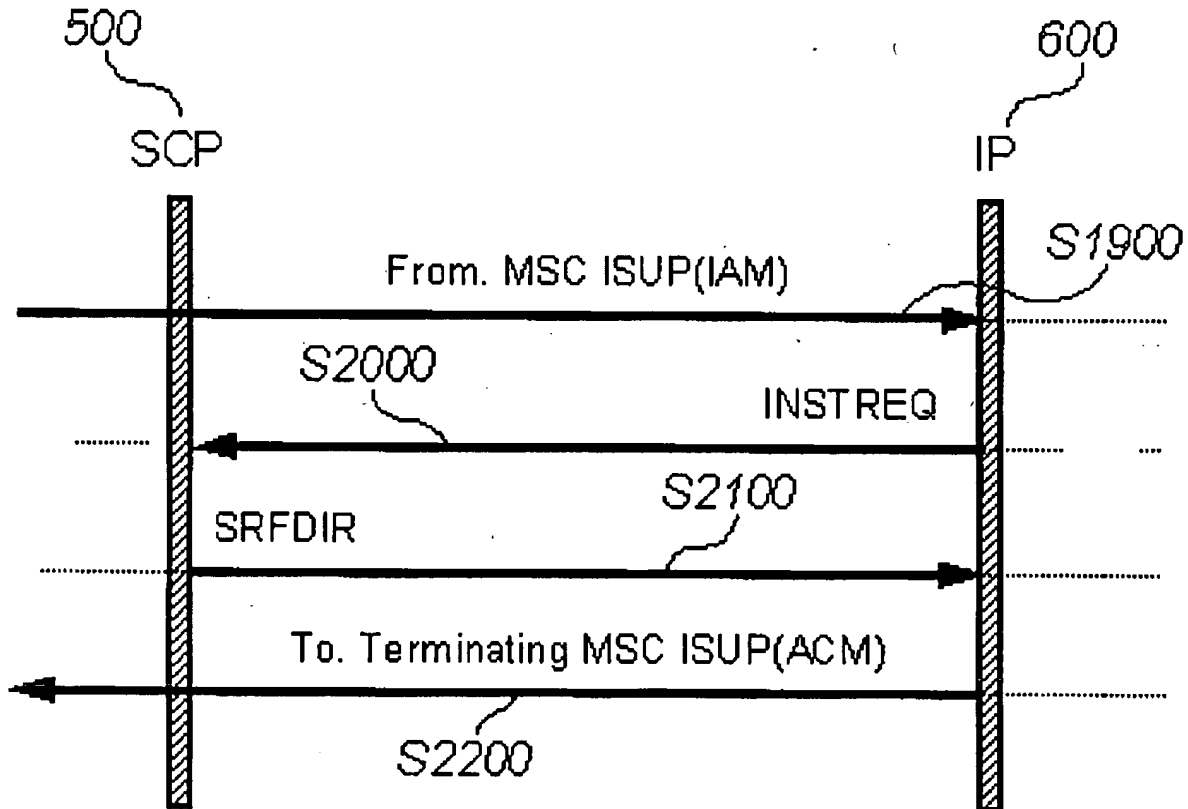 500
600
SCP
IP
S1900
From. MSC ISUP(IAM)
S2000
INSTREQ
S2100
SRFDIR
To. Terminating MSC ISUP(ACM)
S2200